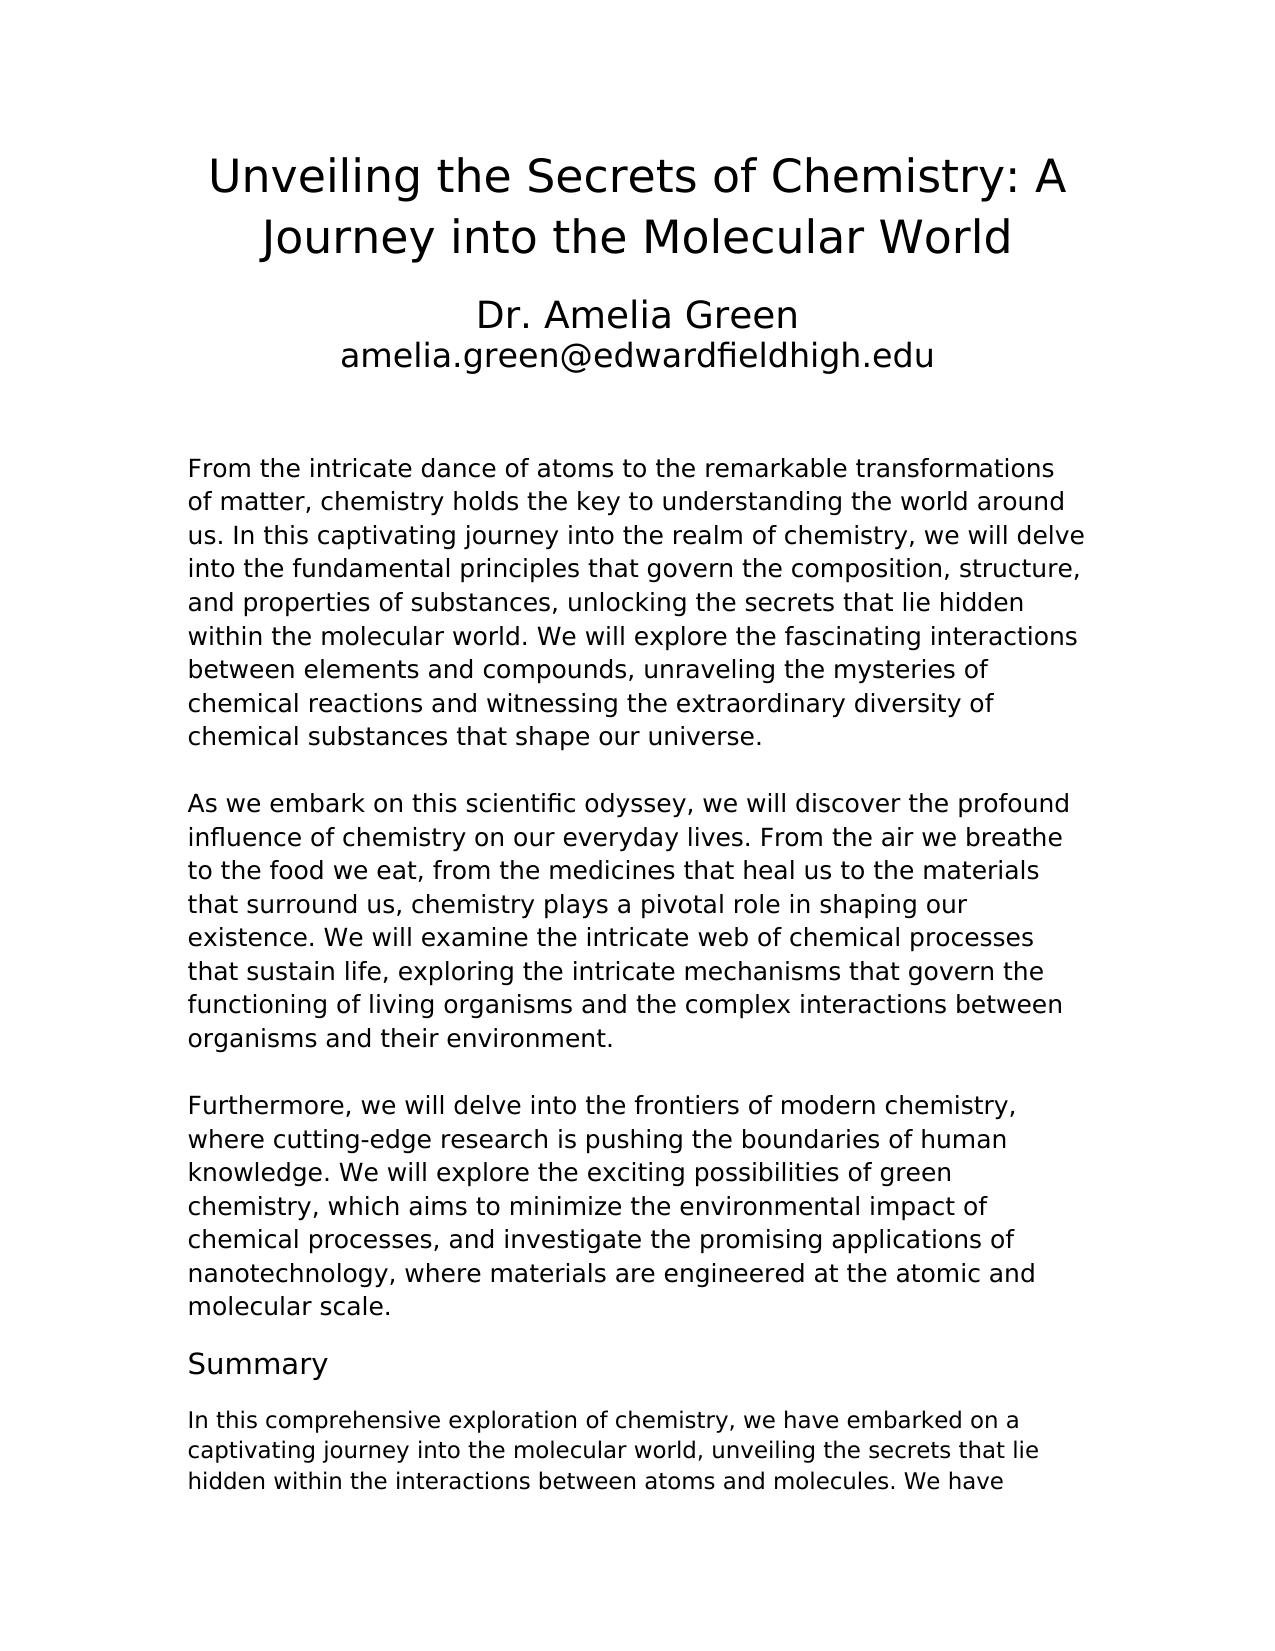 Unveiling the Secrets of Chemistry: A
Journey into the Molecular World
Dr. Amelia Green
amelia.green@edwardfieldhigh.edu
From the intricate dance of atoms to the remarkable transformations
of matter, chemistry holds the key to understanding the world around
us. In this captivating journey into the realm of chemistry, we will delve
into the fundamental principles that govern the composition, structure,
and properties of substances, unlocking the secrets that lie hidden
within the molecular world. We will explore the fascinating interactions
between elements and compounds, unraveling the mysteries of
chemical reactions and witnessing the extraordinary diversity of
chemical substances that shape our universe.
As we embark on this scientific odyssey, we will discover the profound
influence of chemistry on our everyday lives. From the air we breathe
to the food we eat, from the medicines that heal us to the materials
that surround us, chemistry plays a pivotal role in shaping our
existence. We will examine the intricate web of chemical processes
that sustain life, exploring the intricate mechanisms that govern the
functioning of living organisms and the complex interactions between
organisms and their environment.
Furthermore, we will delve into the frontiers of modern chemistry,
where cutting-edge research is pushing the boundaries of human
knowledge. We will explore the exciting possibilities of green
chemistry, which aims to minimize the environmental impact of
chemical processes, and investigate the promising applications of
nanotechnology, where materials are engineered at the atomic and
molecular scale.
Summary
In this comprehensive exploration of chemistry, we have embarked on a
captivating journey into the molecular world, unveiling the secrets that lie
hidden within the interactions between atoms and molecules. We have